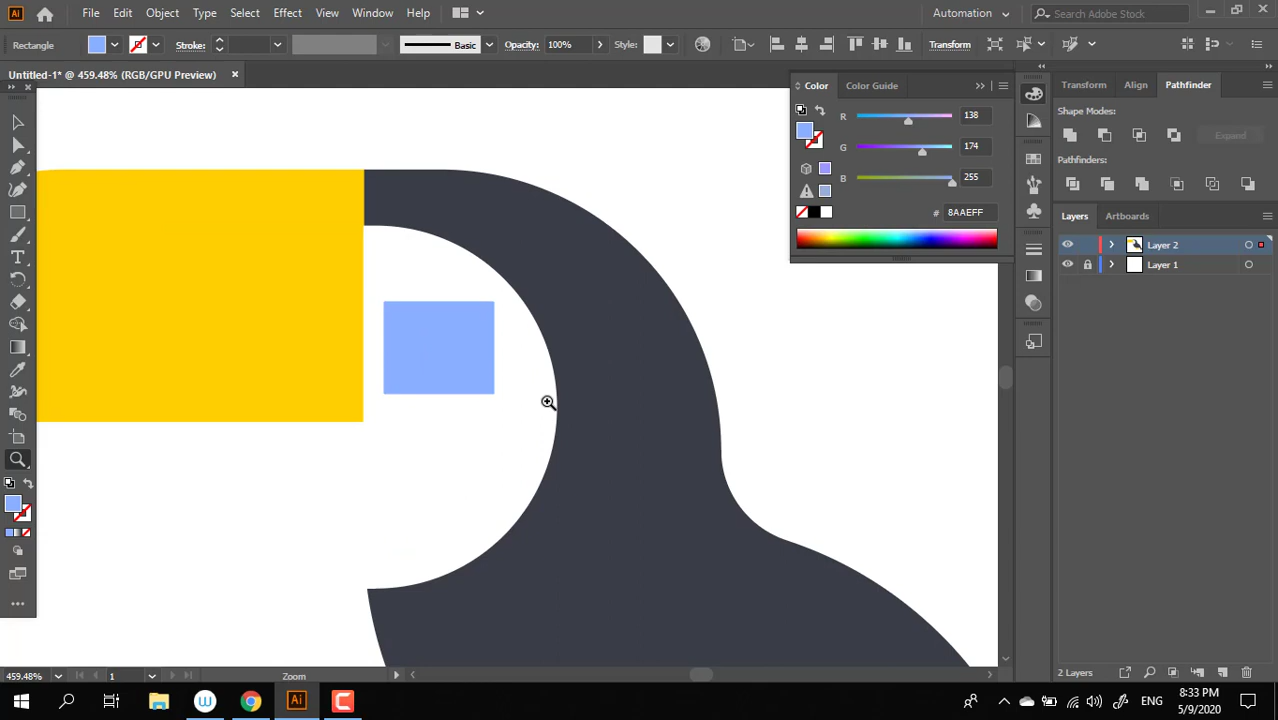 Ai File Edit Object Type Select Effect View Window Help Automation Search Adobe Stock
Rectangle Stroke: Basic Opacity: 100% Style: Transform
Untitled-1* @ 459.48% (RGB/GPU Preview)
Color Color Guide
R 138
G 174
B 255
# 8AAEFF
Transform Align Pathfinder
Shape Modes:
Expand
Pathfinders:
Layers Artboards
Layer 2
Layer 1
2 Layers
459.48% 1 Zoom
Ai ENG 8:33 PM
5/9/2020